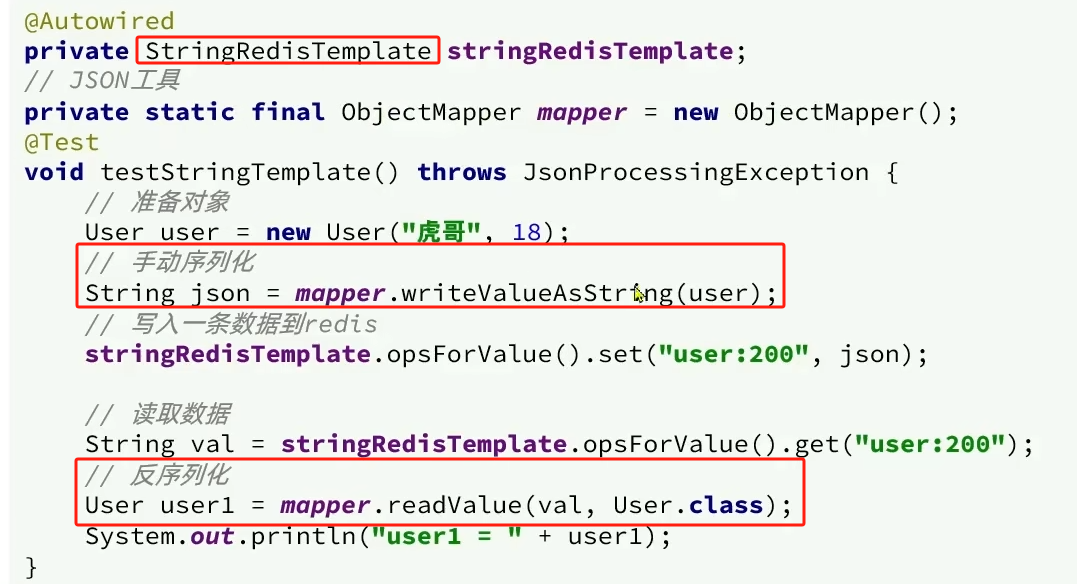 @Autowired
private StringRedisTemplate stringRedisTemplate;
// JSON工具
private static final ObjectMapper mapper = new ObjectMapper();
@Test
void testStringTemplate() throws JsonProcessingException {
    // 准备对象
    User user = new User("虎哥", 18);
    // 手动序列化
    String json = mapper.writeValueAsString(user);
    // 写入一条数据到redis
    stringRedisTemplate.opsForValue().set("user:200", json);
    // 读取数据
    String val = stringRedisTemplate.opsForValue().get("user:200");
    // 反序列化
    User user1 = mapper.readValue(val, User.class);
    System.out.println("user1 = " + user1);
}